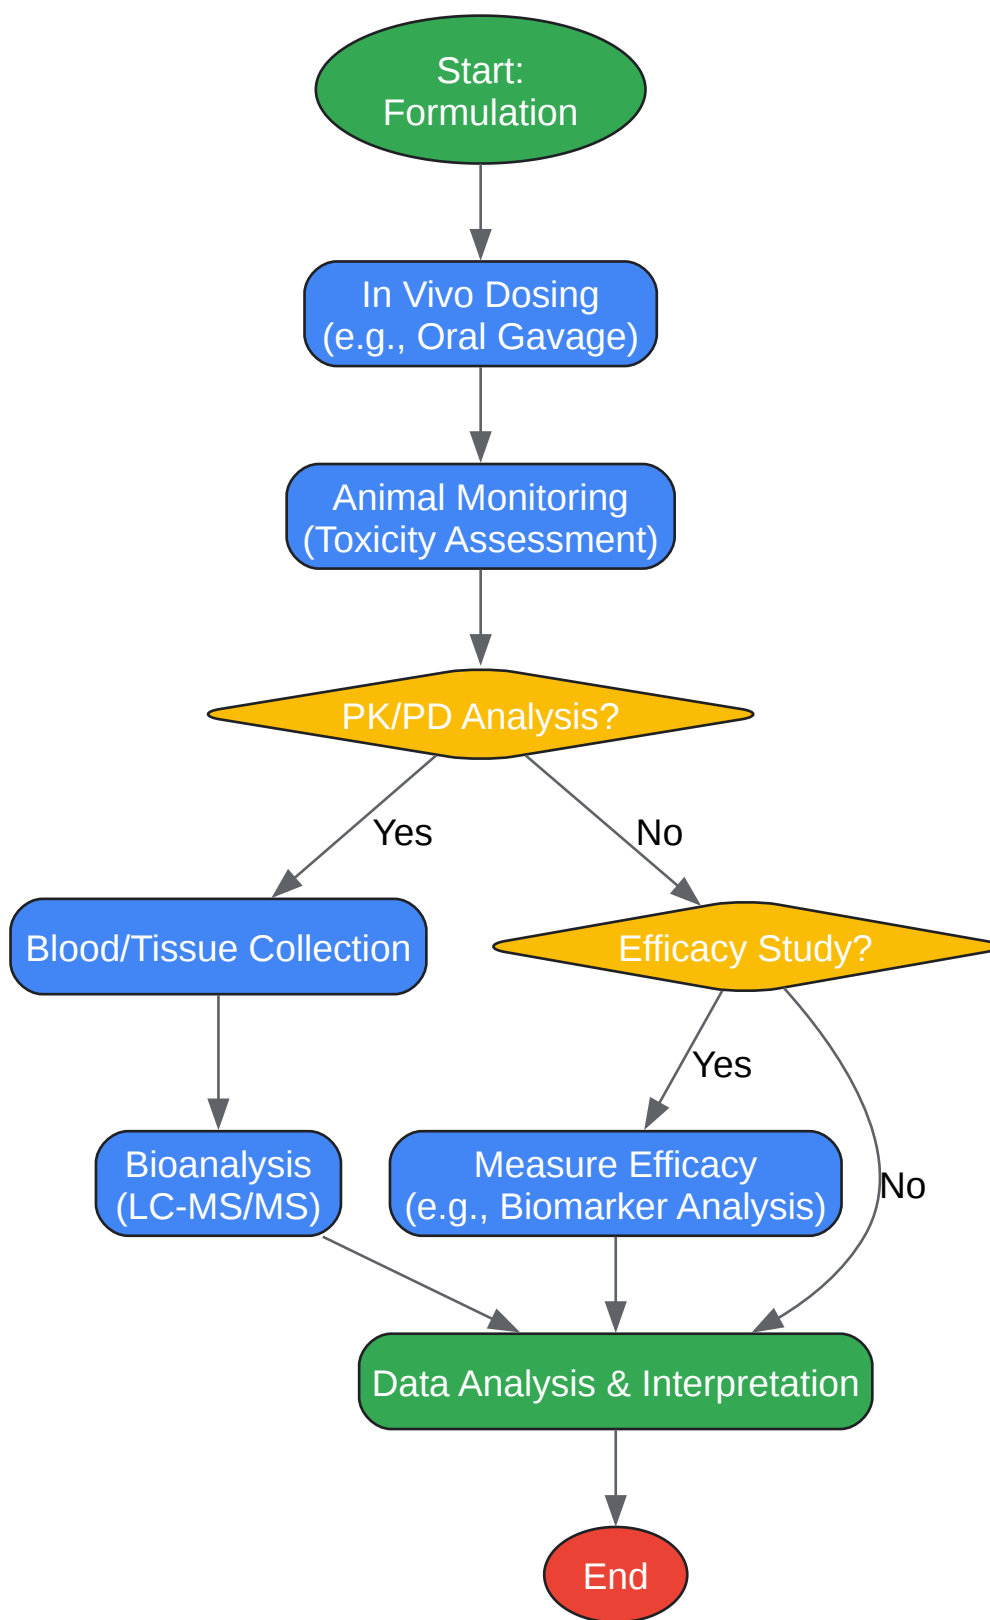 Start:
Formulation
In Vivo Dosing
(e.g., Oral Gavage)
Animal Monitoring
(Toxicity Assessment)
PK/PD Analysis?
Yes
No
Blood/Tissue Collection
Efficacy Study?
Yes
Bioanalysis
(LC-MS/MS)
Measure Efficacy
(e.g., Biomarker Analysis)
No
Data Analysis & Interpretation
End